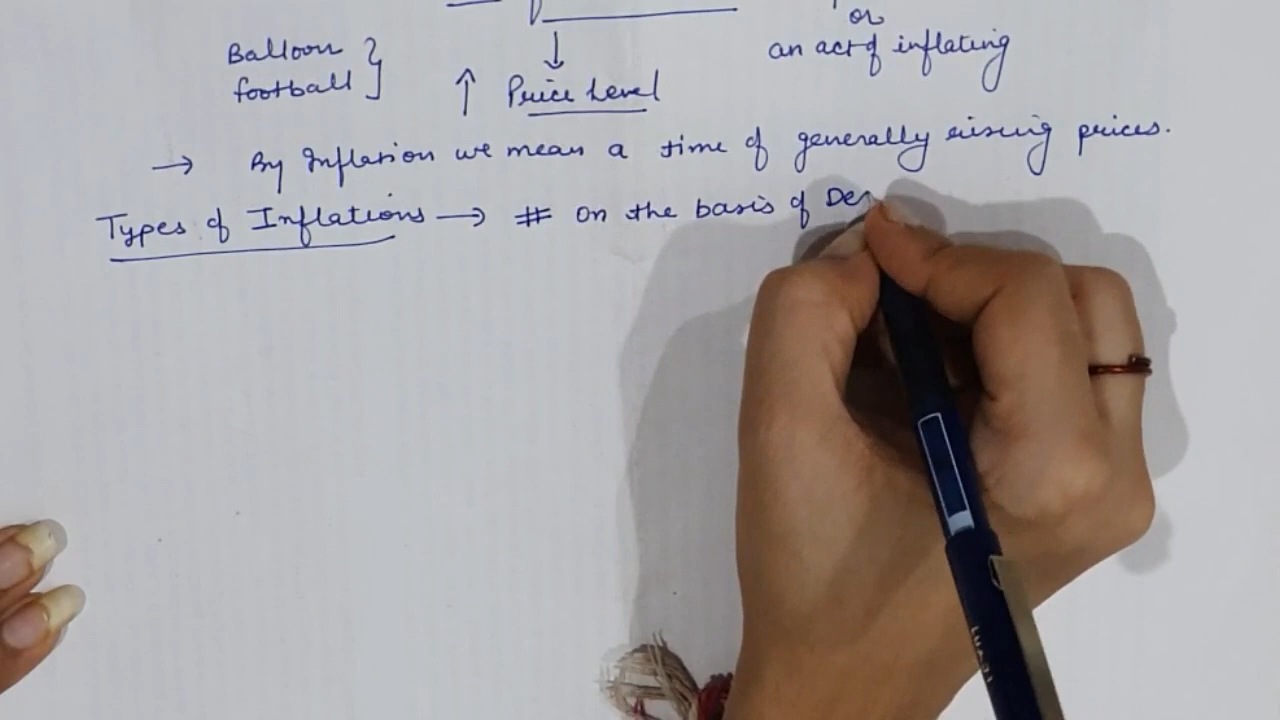 or
Balloon
football
an act of inflating
↑ Price Level
→ By Inflation we mean a time of generally rising prices.
Types of Inflations → # On the basis of De